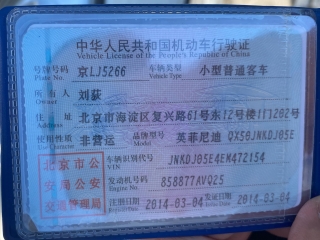 中华人民共和国机动车行驶证
Vehicle License of the People's Republic of China
号牌号码 京LJ5266 车辆类型 小型普通客车
Plate No. Vehicle Type
所有人 刘荻
Owner
住址 北京市海淀区复兴路61号东12号楼1门202号
Address
使用性质 非营运 品牌型号 英菲尼迪 QX50JNKDJ05E
Use Character Model
北京市公安局公安交通管理局
车辆识别代号 JNKDJ05E4EM472154
VIN
发动机号码 858877AVQ25
Engine No.
注册日期 2014-03-04 发证日期 2014-03-04
Register Date Issue Date